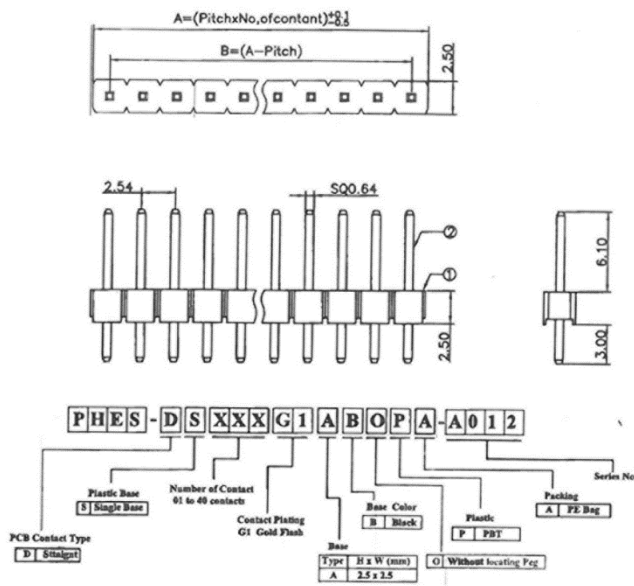 A=(PitchxNo,ofcontant)+0.1 -0.5
B=(A-Pitch)
2.50
2.54
SQ0.64
2
1
2.50
6.10
3.00
PHES-DSXXXG1ABOPA-A012
Series No
Plastic Base
S Single Base
Number of Contact
01 to 40 contacts
Contact Plating
G1 Gold Flash
Base Color
B Black
Plastic
P PBT
Packing
A PE Bag
PCB Contact Type
D Straignt
Base
Type H x W (mm)
A 2.5 x 2.5
O Without locating Peg